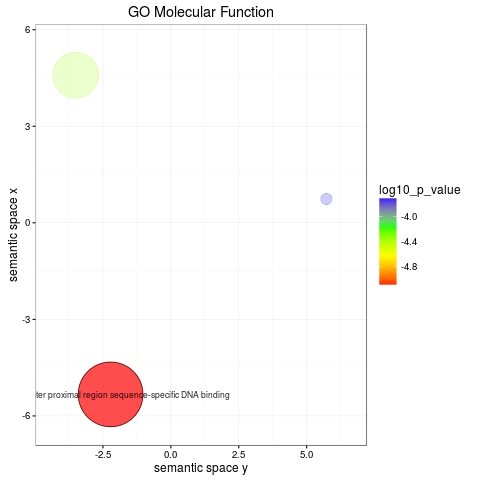 GO Molecular Function
6
3
0
-3
-6
semantic space x
ter proximal region sequence-specific DNA binding
-2.5 0.0 2.5 5.0
semantic space y
log10_p_value
-4.0
-4.4
-4.8